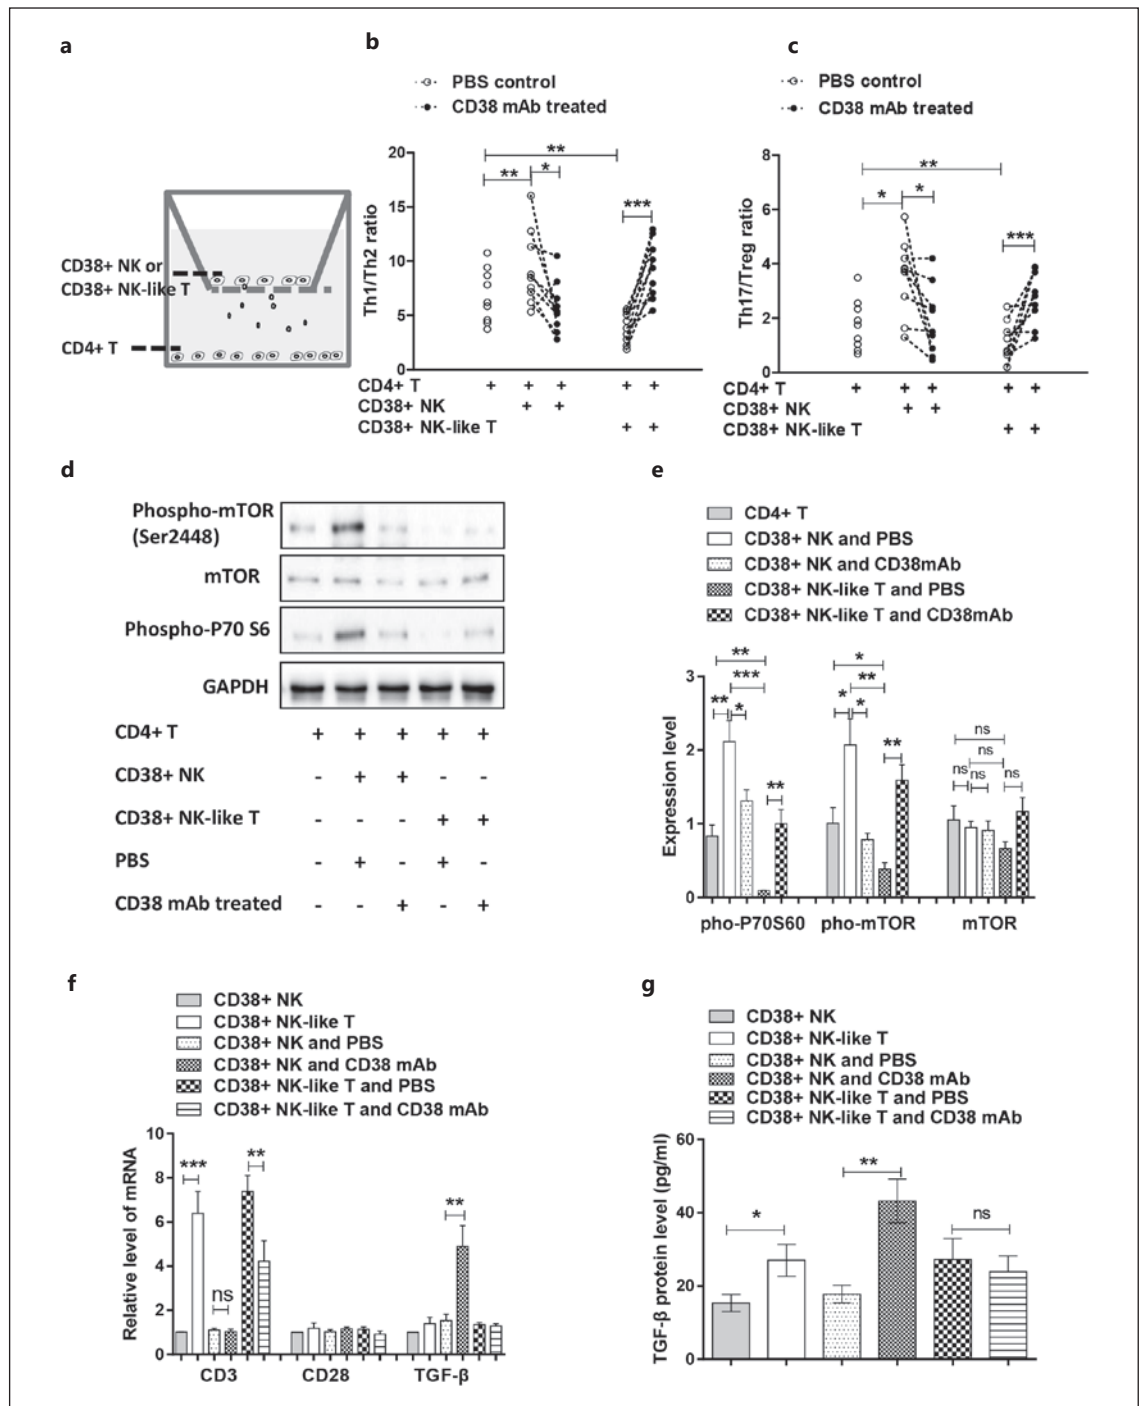 a
CD38+ NK or
CD38+ NK-like T
CD4+ T
b
PBS control
CD38 mAb treated
Th1/Th2 ratio
20
15
10
5
0
**
**
*
***
CD4+ T + + + + +
CD38+ NK + +
CD38+ NK-like T + +
c
PBS control
CD38 mAb treated
Th17/Treg ratio
8
6
4
2
0
**
*
*
***
CD4+ T + + + + +
CD38+ NK + +
CD38+ NK-like T + +
d
Phospho-mTOR
(Ser2448)
mTOR
Phospho-P70 S6
GAPDH
CD4+ T + + + + +
CD38+ NK - + + - -
CD38+ NK-like T - - - + +
PBS - + - + -
CD38 mAb treated - - + - +
e
CD4+ T
CD38+ NK and PBS
CD38+ NK and CD38mAb
CD38+ NK-like T and PBS
CD38+ NK-like T and CD38mAb
Expression level
3
2
1
0
**
***
** *
**
*
**
* *
**
ns
ns
ns ns ns
pho-P70S60 pho-mTOR mTOR
f
CD38+ NK
CD38+ NK-like T
CD38+ NK and PBS
CD38+ NK and CD38 mAb
CD38+ NK-like T and PBS
CD38+ NK-like T and CD38 mAb
Relative level of mRNA
10
8
6
4
2
0
***
ns
**
**
CD3 CD28 TGF-β
g
CD38+ NK
CD38+ NK-like T
CD38+ NK and PBS
CD38+ NK and CD38 mAb
CD38+ NK-like T and PBS
CD38+ NK-like T and CD38 mAb
TGF-β protein level (pg/ml)
60
40
20
0
*
**
ns